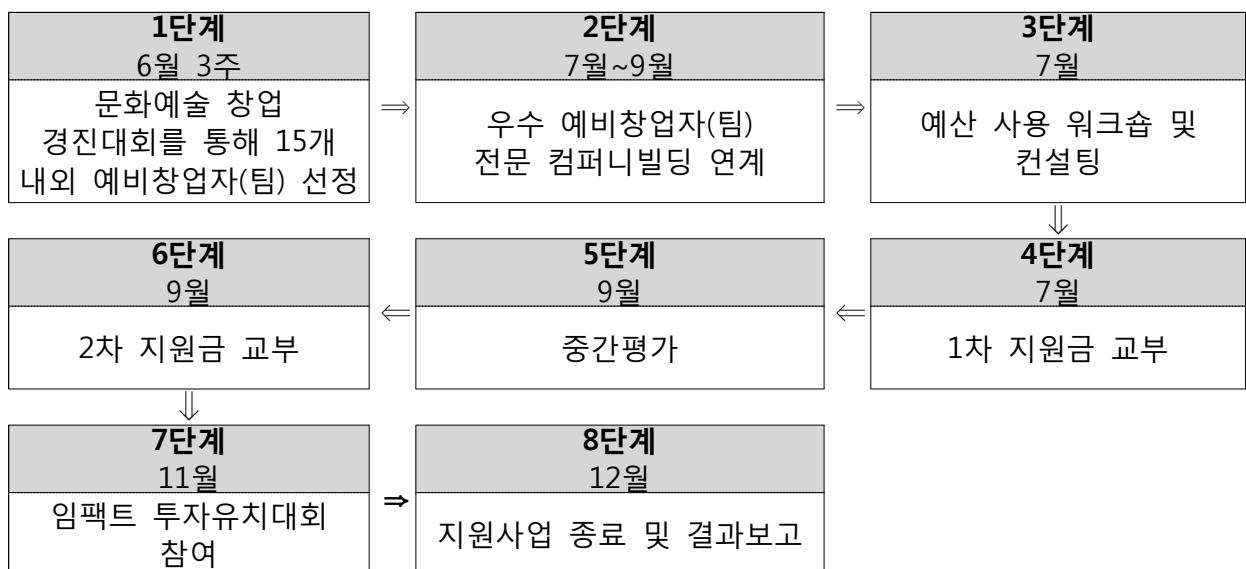 1단계
6월 3주
문화예술 창업
경진대회를 통해 15개
내외 예비창업자(팀) 선정
⇒
2단계
7월~9월
우수 예비창업자(팀)
전문 컴퍼니빌딩 연계
⇒
3단계
7월
예산 사용 워크숍 및
컨설팅
⇓
4단계
7월
1차 지원금 교부
⇐
5단계
9월
중간평가
⇐
6단계
9월
2차 지원금 교부
⇓
7단계
11월
임팩트 투자유치대회
참여
⇒
8단계
12월
지원사업 종료 및 결과보고